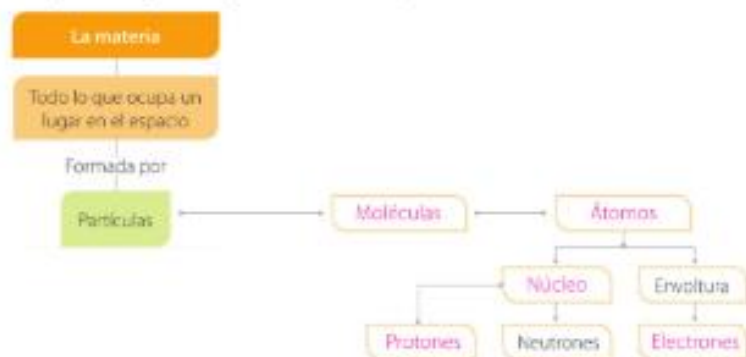 La materia
Todo lo que ocupa un
lugar en el espacio
Formada por
Partículas
Moléculas
Átomos
Núcleo
Envoltura
Protones
Neutrones
Electrones